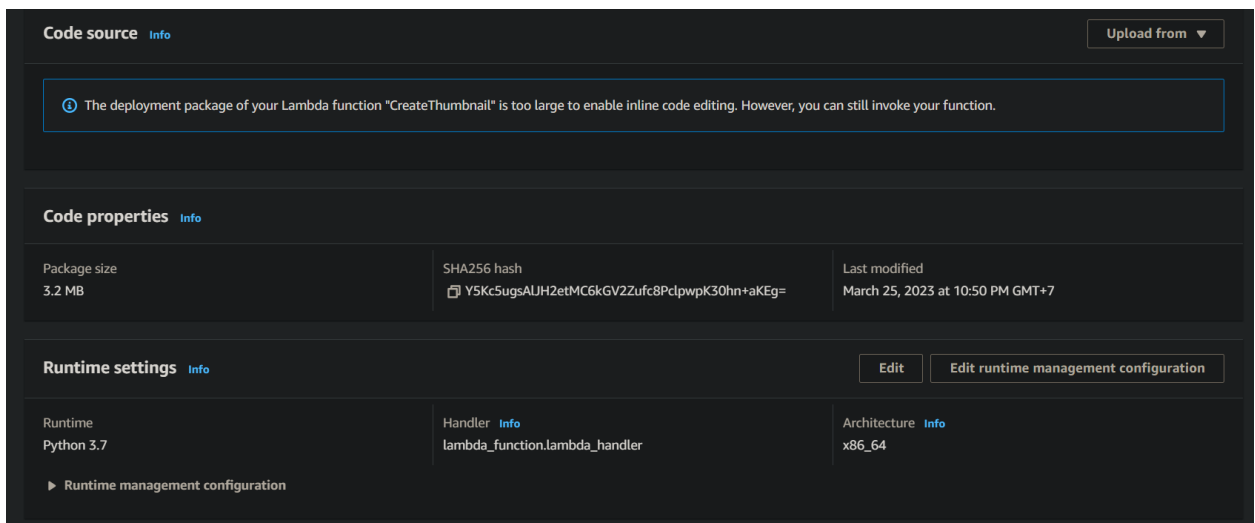 Code source Info
Upload from ▼
The deployment package of your Lambda function "CreateThumbnail" is too large to enable inline code editing. However, you can still invoke your function.
Code properties Info
Package size
3.2 MB
SHA256 hash
Y5Kc5ugsAlJH2etMC6kGV2Zufc8PclpwpK30hn+aKEg=
Last modified
March 25, 2023 at 10:50 PM GMT+7
Runtime settings Info
Edit
Edit runtime management configuration
Runtime
Python 3.7
Handler Info
lambda_function.lambda_handler
Architecture Info
x86_64
Runtime management configuration